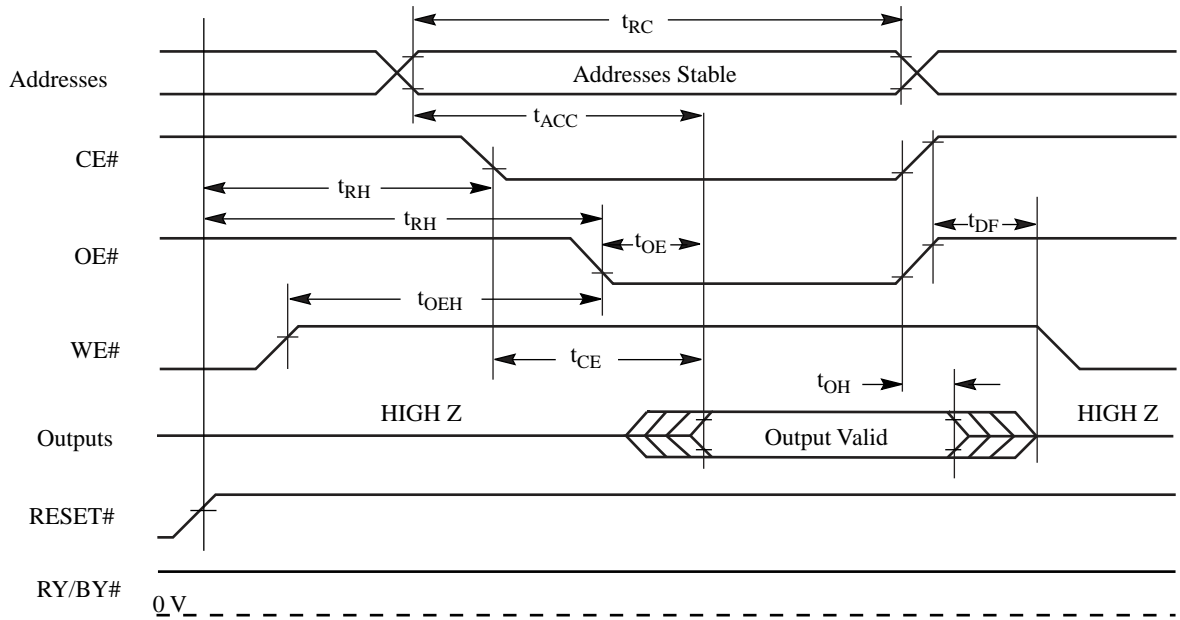 tRC
Addresses
Addresses Stable
tACC
CE#
tRH
tRH
tDF
OE#
tOE
tOEH
WE#
tCE
tOH
HIGH Z
HIGH Z
Outputs
Output Valid
RESET#
RY/BY#
0 V